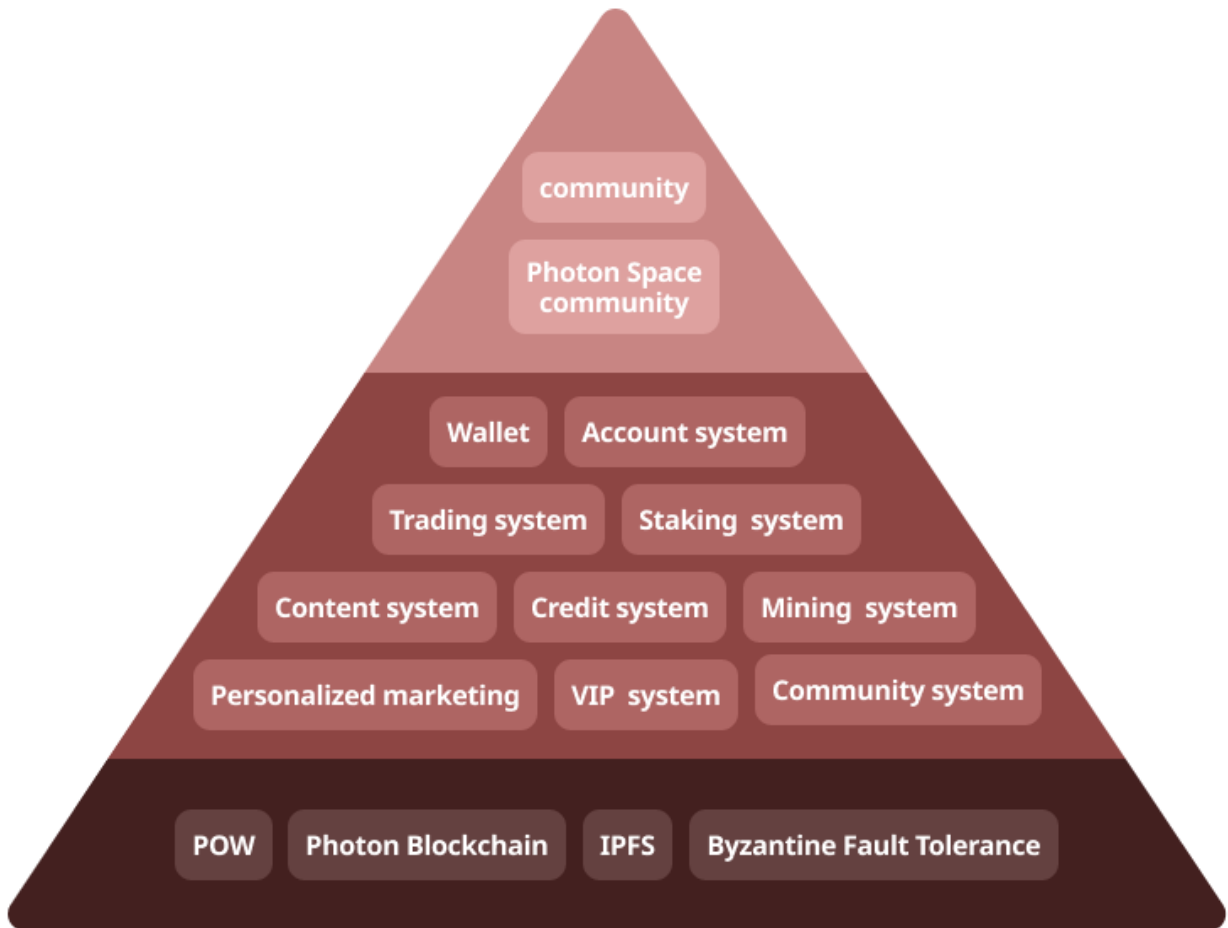 community
Photon Space
community
Wallet
Account system
Trading system
Staking  system
Content system
Credit system
Mining  system
Personalized marketing
VIP  system
Community system
POW
Photon Blockchain
IPFS
Byzantine Fault Tolerance